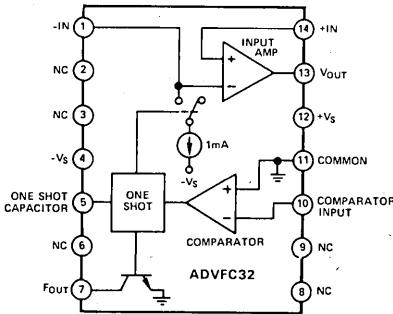 -IN
1
NC
2
NC
3
-VS
4
ONE SHOT
CAPACITOR
5
NC
6
FOUT
7
14
+IN
INPUT
AMP
+
−
13
VOUT
12
+VS
1mA
-VS
11
COMMON
ONE
SHOT
+
−
10
COMPARATOR
INPUT
COMPARATOR
9
NC
ADVFC32
8
NC